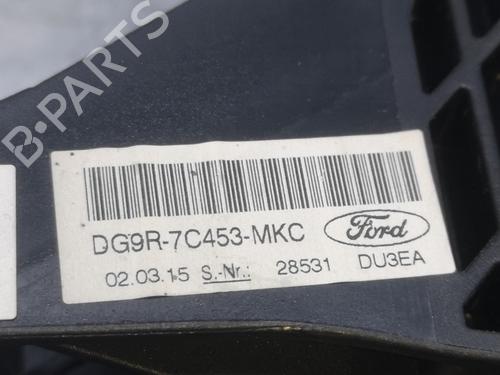 B-PARTS
DG9R-7C453-MKC
Ford
02.03.15 S.-Nr.: 28531 DU3EA